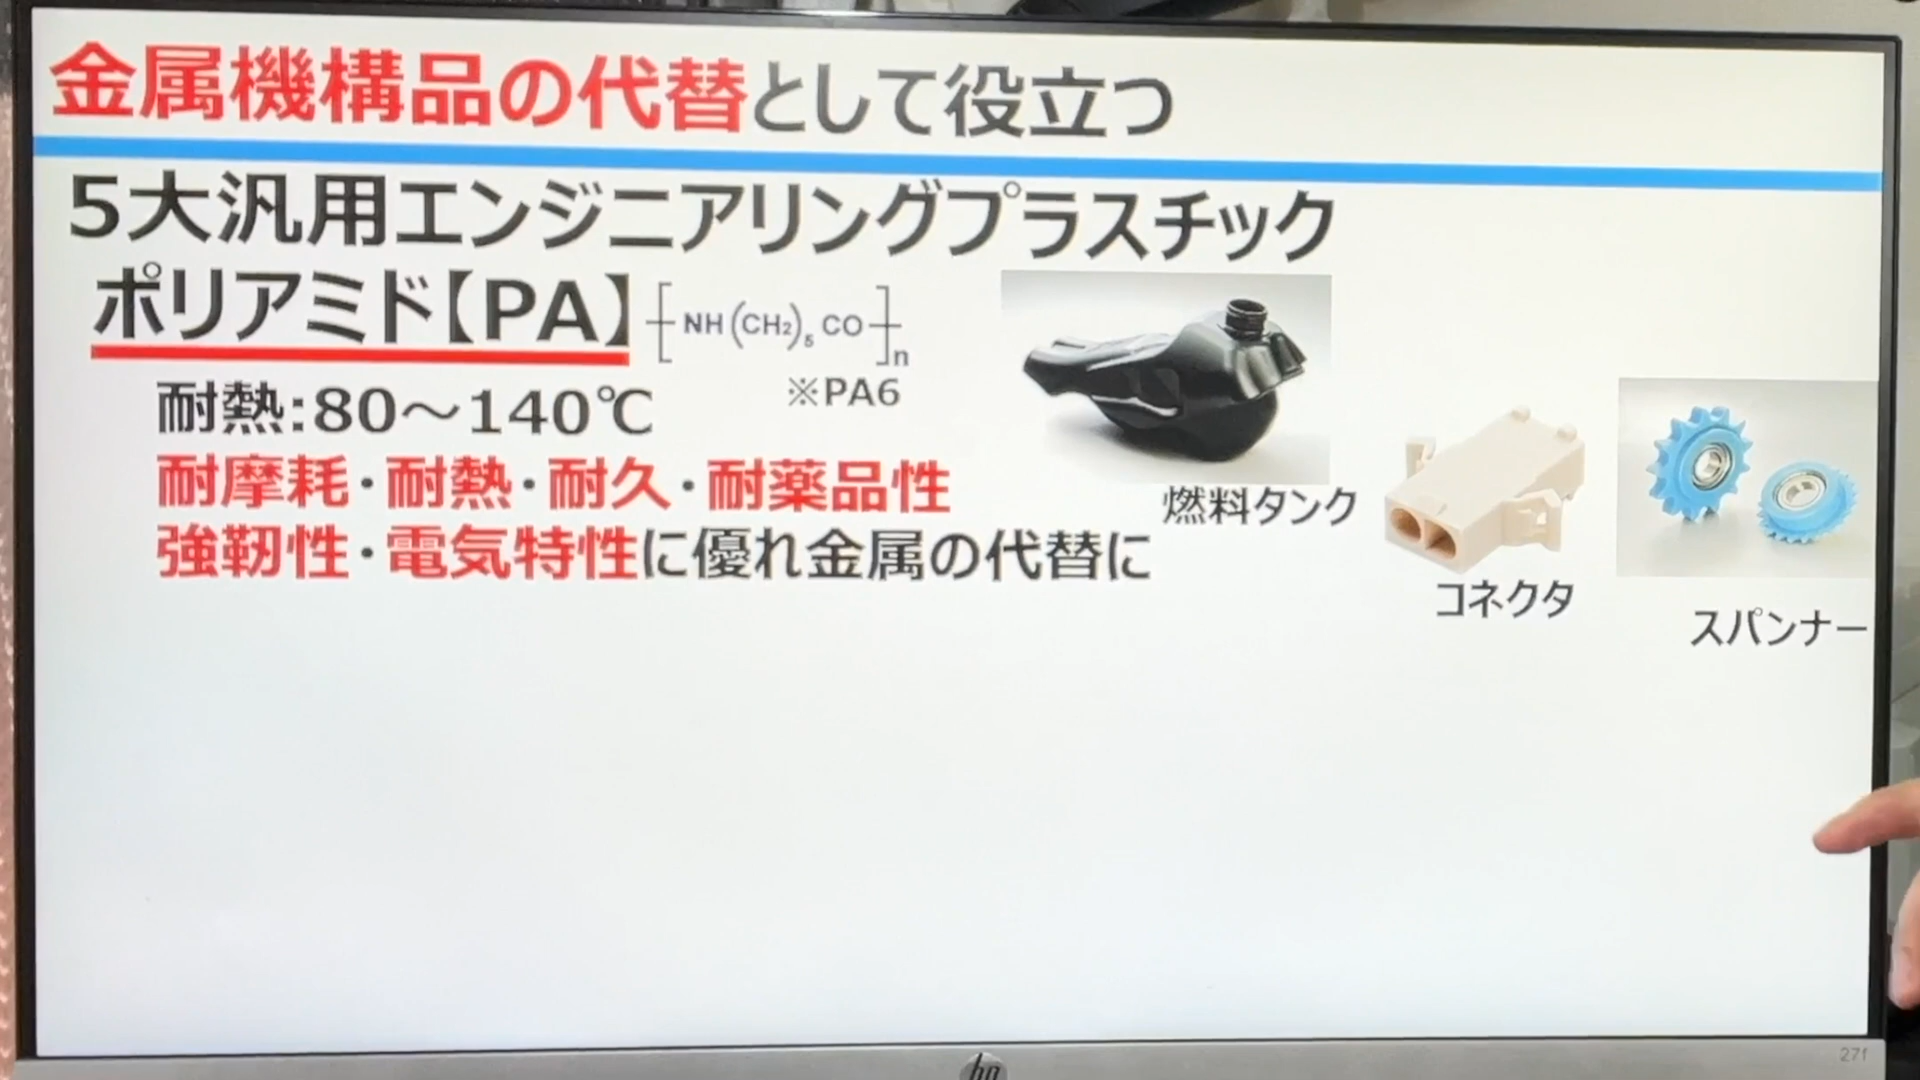 金属機構品の代替として役立つ
5大汎用エンジニアリングプラスチック
ポリアミド【PA】
[NH(CH2)5 CO]n
※PA6
耐熱:80～140℃
耐摩耗・耐熱・耐久・耐薬品性
強靭性・電気特性に優れ金属の代替に
燃料タンク
コネクタ
スパンナー
hp
27f